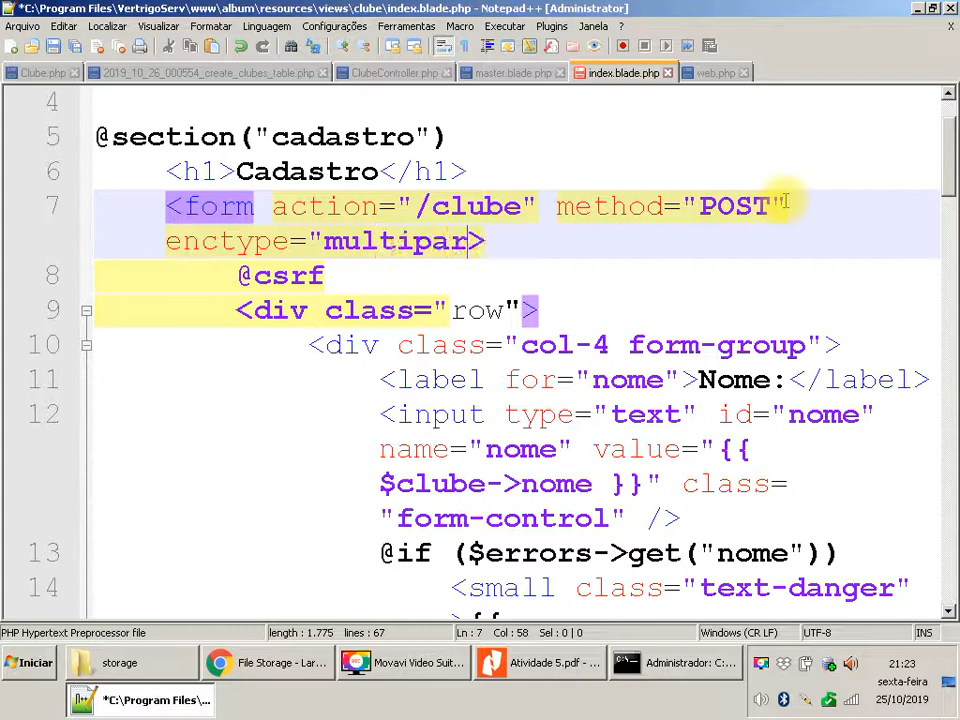 *C:\Program Files\VertrigoServ\www\album\resources\views\clube\index.blade.php - Notepad++ [Administrator]
Arquivo Editar Localizar Visualizar Formatar Linguagem Configurações Ferramentas Macro Executar Plugins Janela ? X
Clube.php 2019_10_26_000554_create_clubes_table.php ClubeController.php master.blade.php index.blade.php web.php
4
5 @section("cadastro")
6 <h1>Cadastro</h1>
7 <form action="/clube" method="POST"
enctype="multipar>
8 @csrf
9 <div class="row">
10 <div class="col-4 form-group">
11 <label for="nome">Nome:</label>
12 <input type="text" id="nome"
name="nome" value="{{
$clube->nome }}" class=
"form-control" />
13 @if ($errors->get("nome"))
14 <small class="text-danger"
>{{
PHP Hypertext Preprocessor file length : 1.775 lines : 67 Ln : 7 Col : 58 Sel : 0 | 0 Windows (CR LF) UTF-8 INS
Iniciar storage File Storage - Lar... Movavi Video Suit... Atividade 5.pdf - ... Administrador: C:... 21:23
sexta-feira
*C:\Program Files\... 25/10/2019